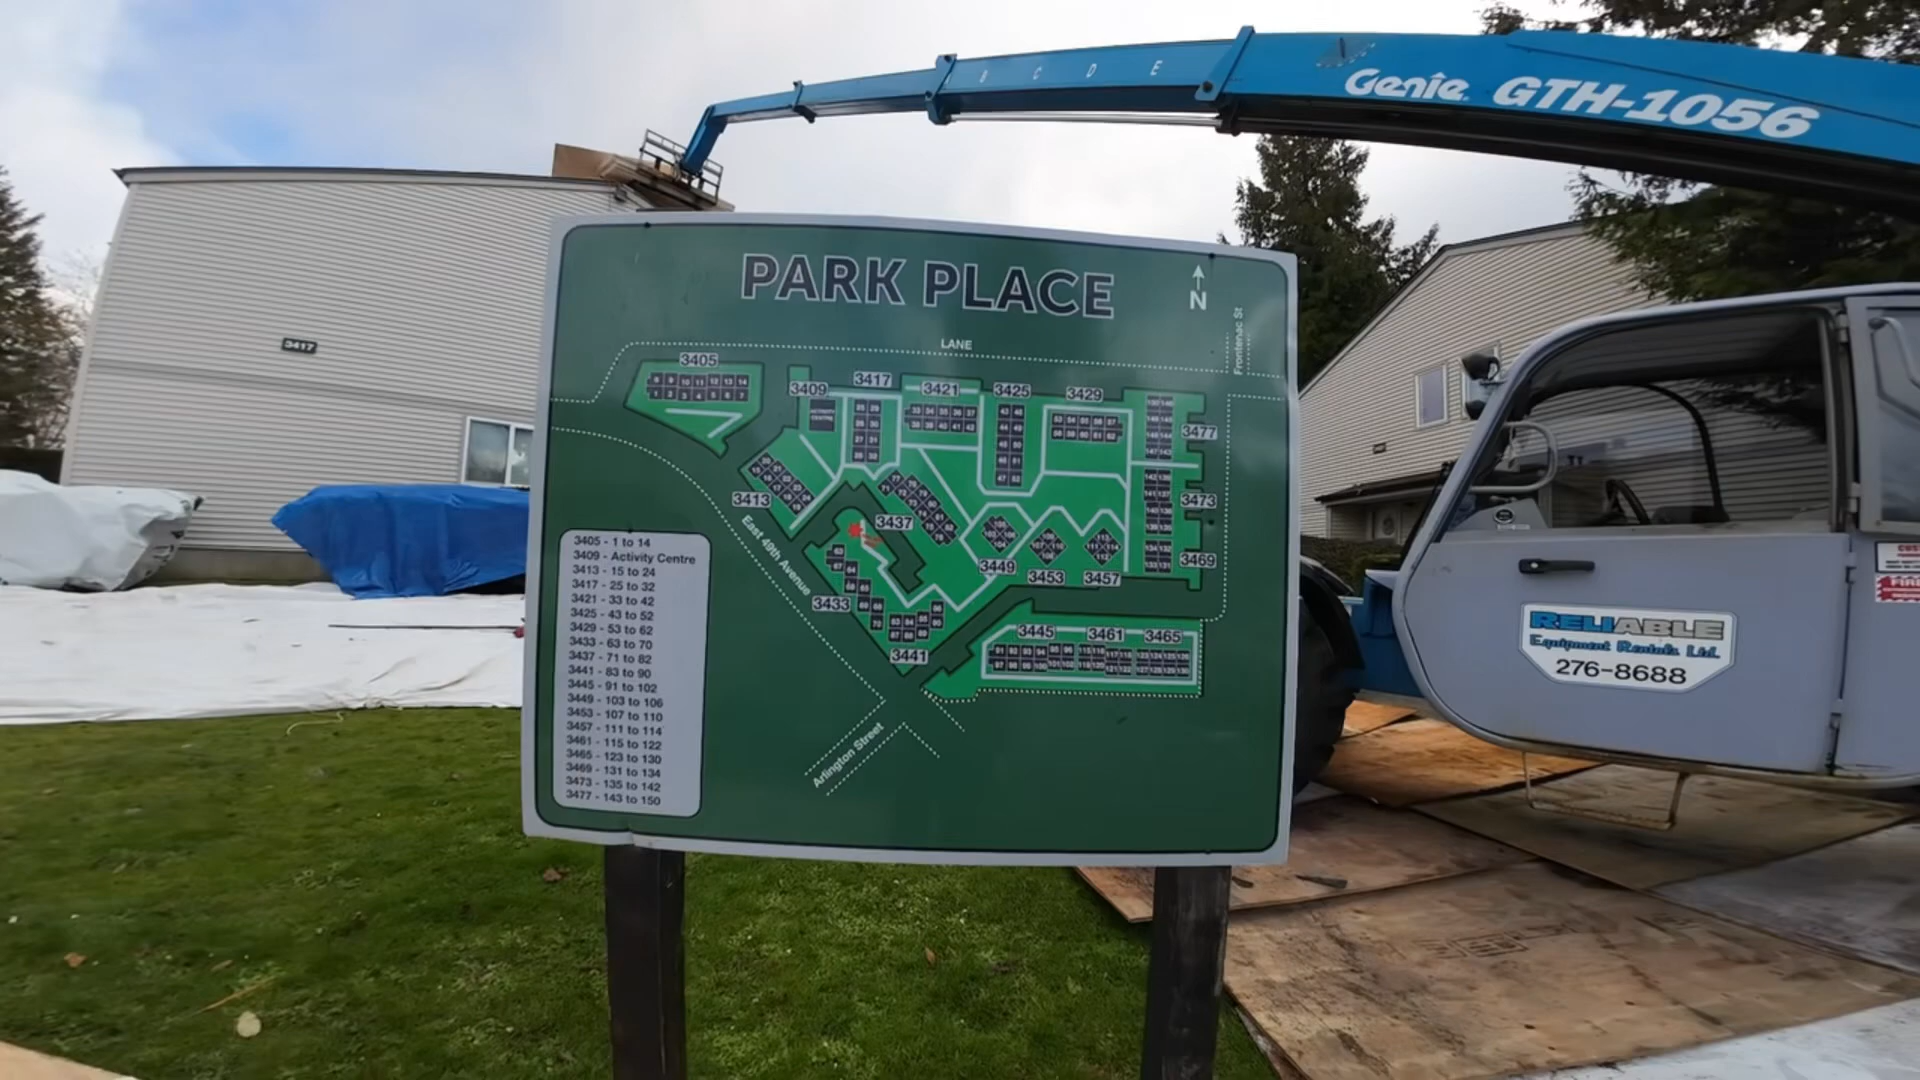 B C D E
Genie GTH-1056
3417
PARK PLACE
N
Frontenac St
LANE
3405
3409
3417
3421
3425
3429
3477
3473
3469
3413
3437
3449
3453
3457
3433
3441
3445
3461
3465
ACTIVITY
CENTRE
East 49th Avenue
Arlington Street
3405 - 1 to 14
3409 - Activity Centre
3413 - 15 to 24
3417 - 25 to 32
3421 - 33 to 42
3425 - 43 to 52
3429 - 53 to 62
3433 - 63 to 70
3437 - 71 to 82
3441 - 83 to 90
3445 - 91 to 102
3449 - 103 to 106
3453 - 107 to 110
3457 - 111 to 114
3461 - 115 to 122
3465 - 123 to 130
3469 - 131 to 134
3473 - 135 to 142
3477 - 143 to 150
RELIABLE
Equipment Rentals Ltd.
276-8688